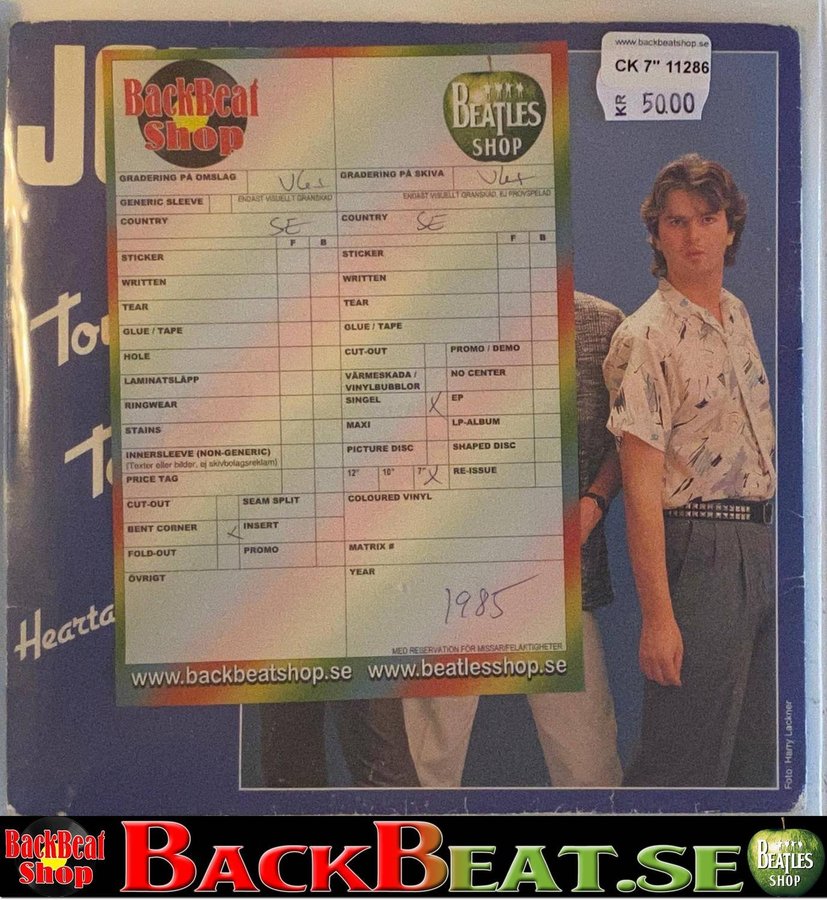 www.backbeatshop.se
CK 7" 11286
KR 50.00
BackBeat
Shop
BEATLES
SHOP
GRADERING PÅ OMSLAG
GRADERING PÅ SKIVA
ENDAST VISUELLT GRANSKAD
ENDAST VISUELLT GRANSKAD, EJ PROVSPELAD
GENERIC SLEEVE
COUNTRY SE
COUNTRY SE
F B
F B
STICKER
STICKER
WRITTEN
WRITTEN
TEAR
TEAR
GLUE / TAPE
GLUE / TAPE
HOLE
CUT-OUT
PROMO / DEMO
LAMINATSLÄPP
VÄRMESKADA /
VINYLBUBBLOR
NO CENTER
RINGWEAR
SINGEL X
EP
STAINS
MAXI
LP-ALBUM
INNERSLEEVE (NON-GENERIC)
(Texter eller bilder, ej skivbolagsreklam)
PICTURE DISC
SHAPED DISC
PRICE TAG
12" 10" 7" X
RE-ISSUE
CUT-OUT
SEAM SPLIT
COLOURED VINYL
BENT CORNER X
INSERT
FOLD-OUT
PROMO
MATRIX #
ÖVRIGT
YEAR
1985
MED RESERVATION FÖR MISSAR/FELAKTIGHETER
www.backbeatshop.se www.beatlesshop.se
Foto: Harry Lackner
BackBeat
Shop
BACKBEAT.SE
BEATLES
SHOP